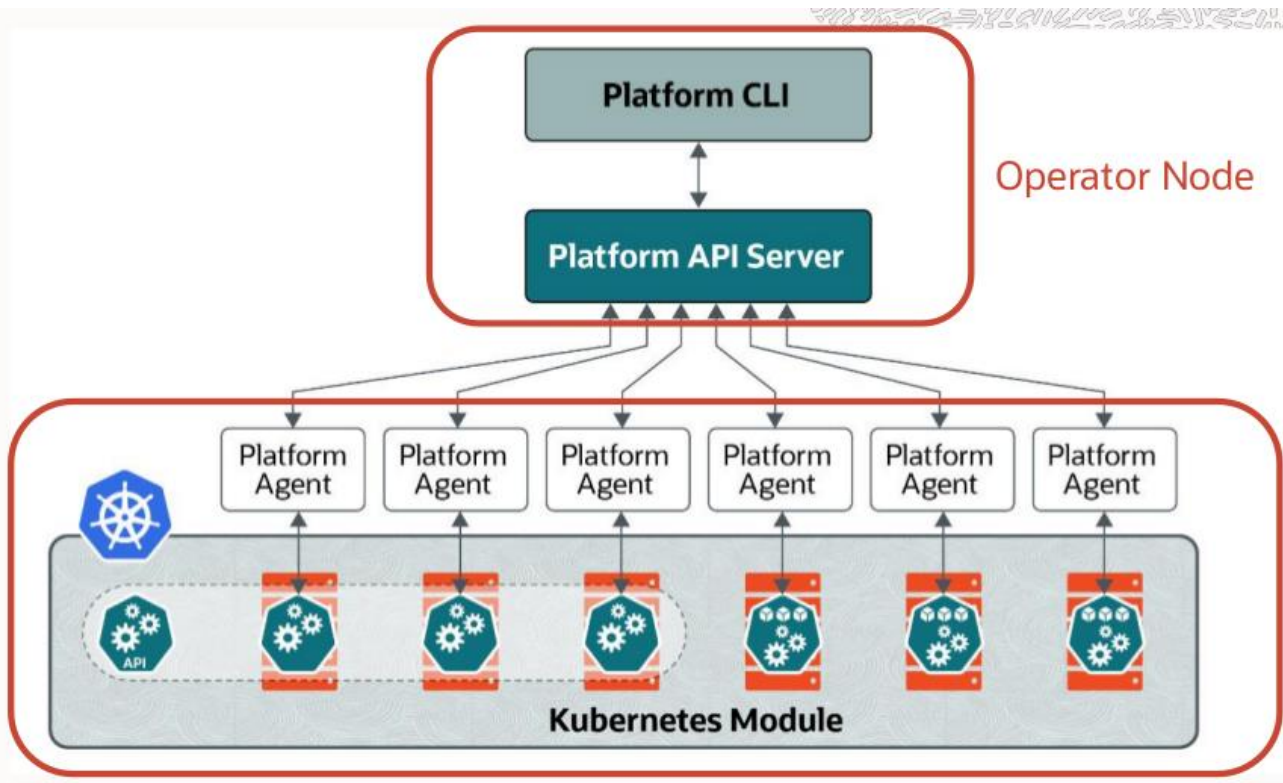 Platform CLI
Operator Node
Platform API Server
Platform
Agent
Platform
Agent
Platform
Agent
Platform
Agent
Platform
Agent
Platform
Agent
API
Kubernetes Module